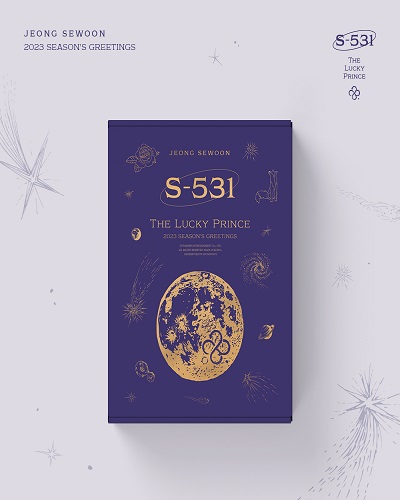 JEONG SEWOON
2023 SEASON'S GREETINGS
S-531
THE
LUCKY
PRINCE
JEONG SEWOON
S-531
THE LUCKY PRINCE
2023 SEASON'S GREETINGS